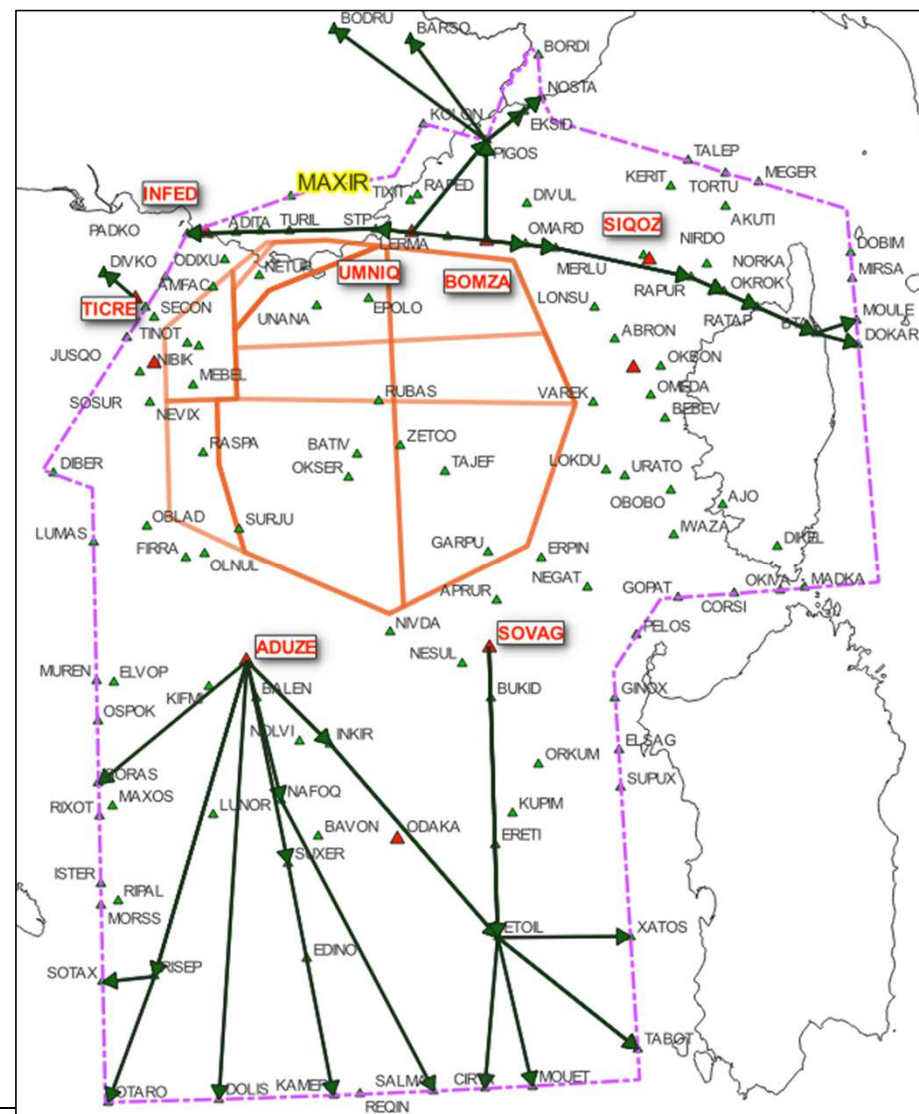 BODRU
BARSO
BORDI
NOSTA
KOLON
EKSID
PIGOS
TALEP
MEGER
MAXIR
TIXIT
RAPED
KERIT
TORTU
INFED
DIVUL
AKUTI
SIQOZ
PADKO
ADITA
TURIL
STP
LERMA
OMARD
NIRDO
DOBIM
DIVKO
ODIXU
NETUR
UMNIQ
BOMZA
MERLU
NORKA
AMFAC
RAPUR
OKROK
MIRSA
TICRE
SECON
UNANA
EPOLO
LONSU
RATAP
MOULE
TINOT
ABRON
DOKAR
JUSQO
NIBIK
OKBON
MEBEL
SOSUR
NEVIX
RUBAS
VAREK
OMEDA
BEBEV
RASPA
ZETCO
BATIV
TAJEF
LOKDU
URATO
DIBER
OKSER
OBOBO
AJO
LUMAS
OBLAD
SURJU
IWAZA
FIRRA
OLNUL
GARPU
ERPIN
DIKEL
NEGAT
GOPAT
OKIVA
MADKA
APRUR
CORSI
NIVDA
SOVAG
PELOS
ADUZE
NESUL
MUREN
ELVOP
KIFMI
BALEN
BUKID
GINOX
OSPOK
NOLVI
INKIR
ELSAG
ORKUM
BORAS
NAFOQ
SUPUX
RIXOT
MAXOS
LUNOR
BAVON
ODAKA
KUPIM
SUXER
ERETI
ISTER
RIPAL
MORSS
ETOIL
XATOS
SOTAX
RISEP
EDINO
TABOT
OTARO
DOLIS
KAMER
SALMA
REQIN
MOUET